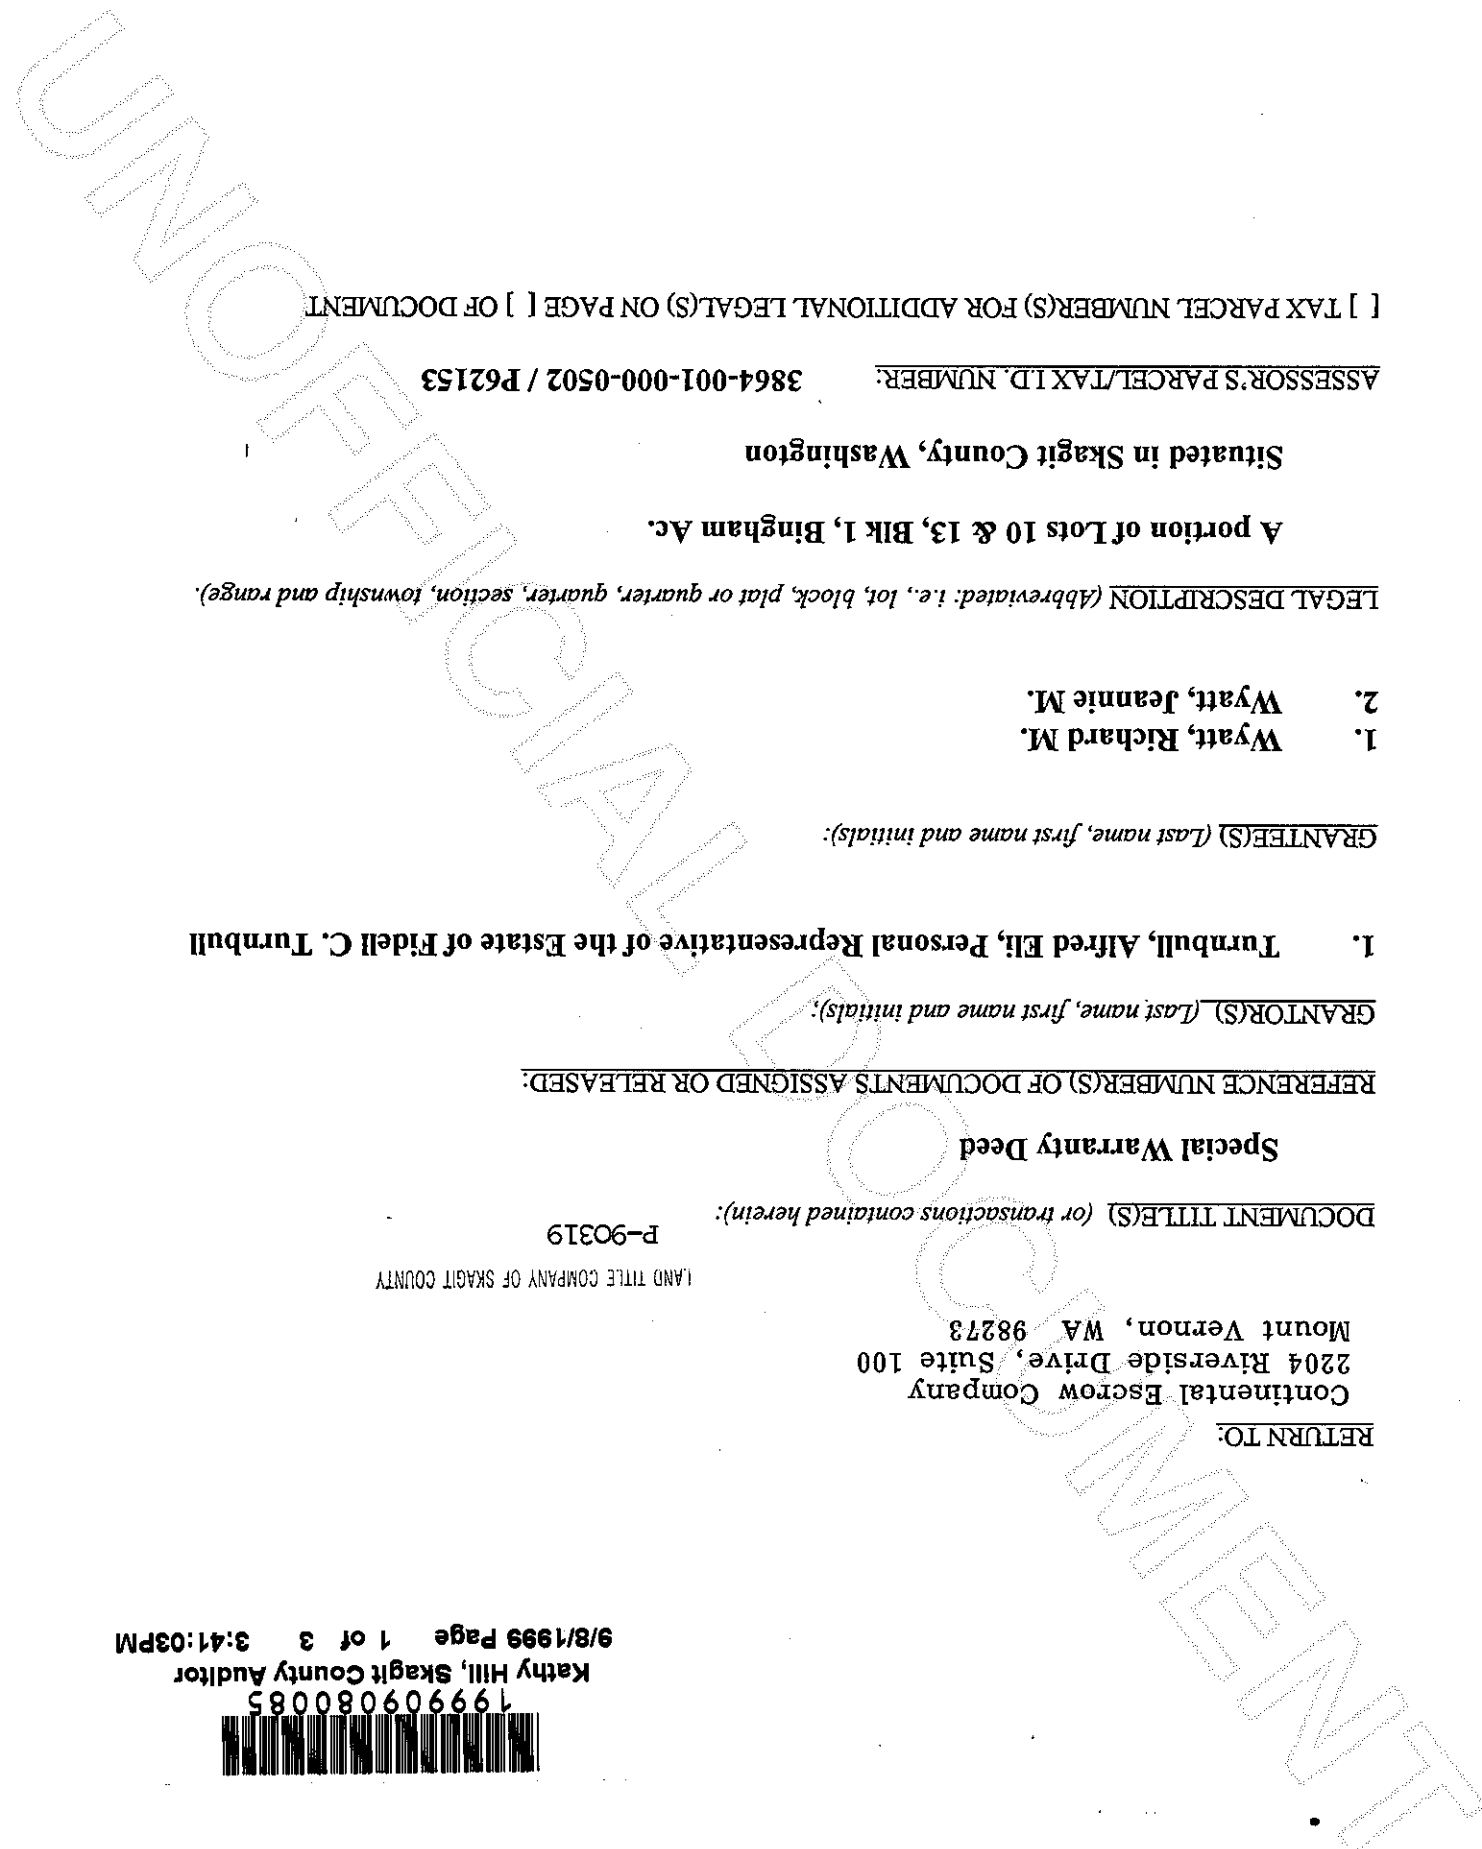 199909080085
Kathy Hill, Skagit County Auditor
9/8/1999 Page 1 of 3 3:41:03PM
RETURN TO:
Continental Escrow Company
2204 Riverside Drive, Suite 100
Mount Vernon, WA 98273
LAND TITLE COMPANY OF SKAGIT COUNTY
P-90319
DOCUMENT TITLE(S) (or transactions contained herein):
Special Warranty Deed
REFERENCE NUMBER(S) OF DOCUMENTS ASSIGNED OR RELEASED:
GRANTOR(S) (Last name, first name and initials);
1. Turnbull, Alfred Eli, Personal Representative of the Estate of Fidell C. Turnbull
GRANTEE(S) (Last name, first name and initials):
1. Wyatt, Richard M.
2. Wyatt, Jeannie M.
LEGAL DESCRIPTION (Abbreviated: i.e., lot, block, plat or quarter, quarter, section, township and range).
A portion of Lots 10 & 13, Blk 1, Bingham Ac.
Situated in Skagit County, Washington
ASSESSOR'S PARCEL/TAX I.D. NUMBER: 3864-001-000-0502 / P62153
[ ] TAX PARCEL NUMBER(S) FOR ADDITIONAL LEGAL(S) ON PAGE [ ] OF DOCUMENT
UNOFFICIAL DOCUMENT